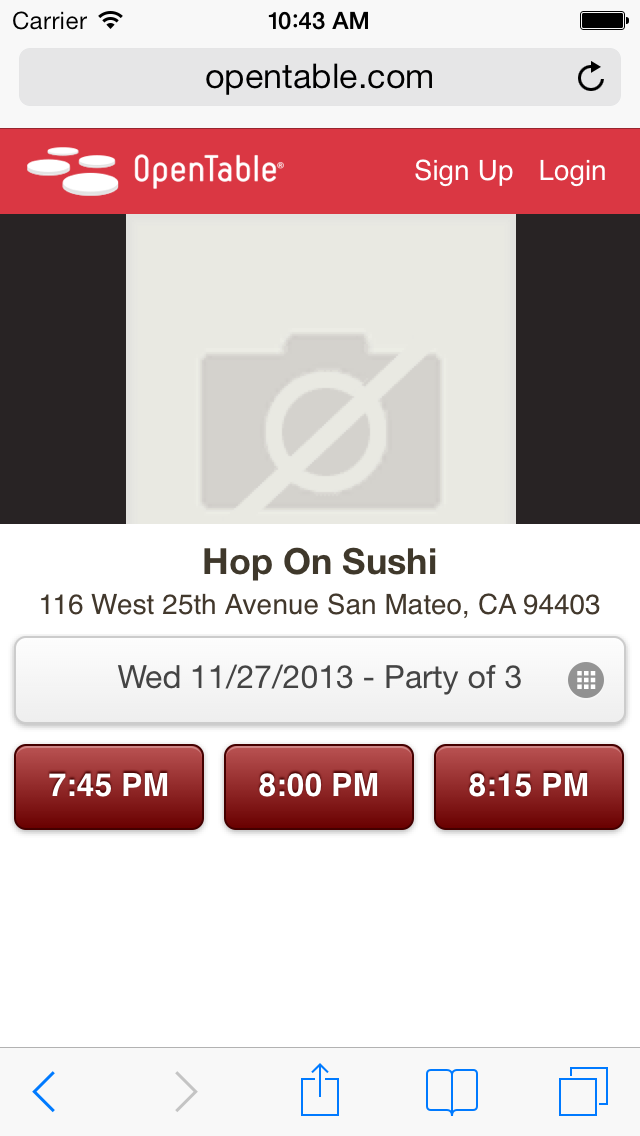 Carrier 10:43 AM
opentable.com
OpenTable® Sign Up Login
Hop On Sushi
116 West 25th Avenue San Mateo, CA 94403
Wed 11/27/2013 - Party of 3
7:45 PM 8:00 PM 8:15 PM